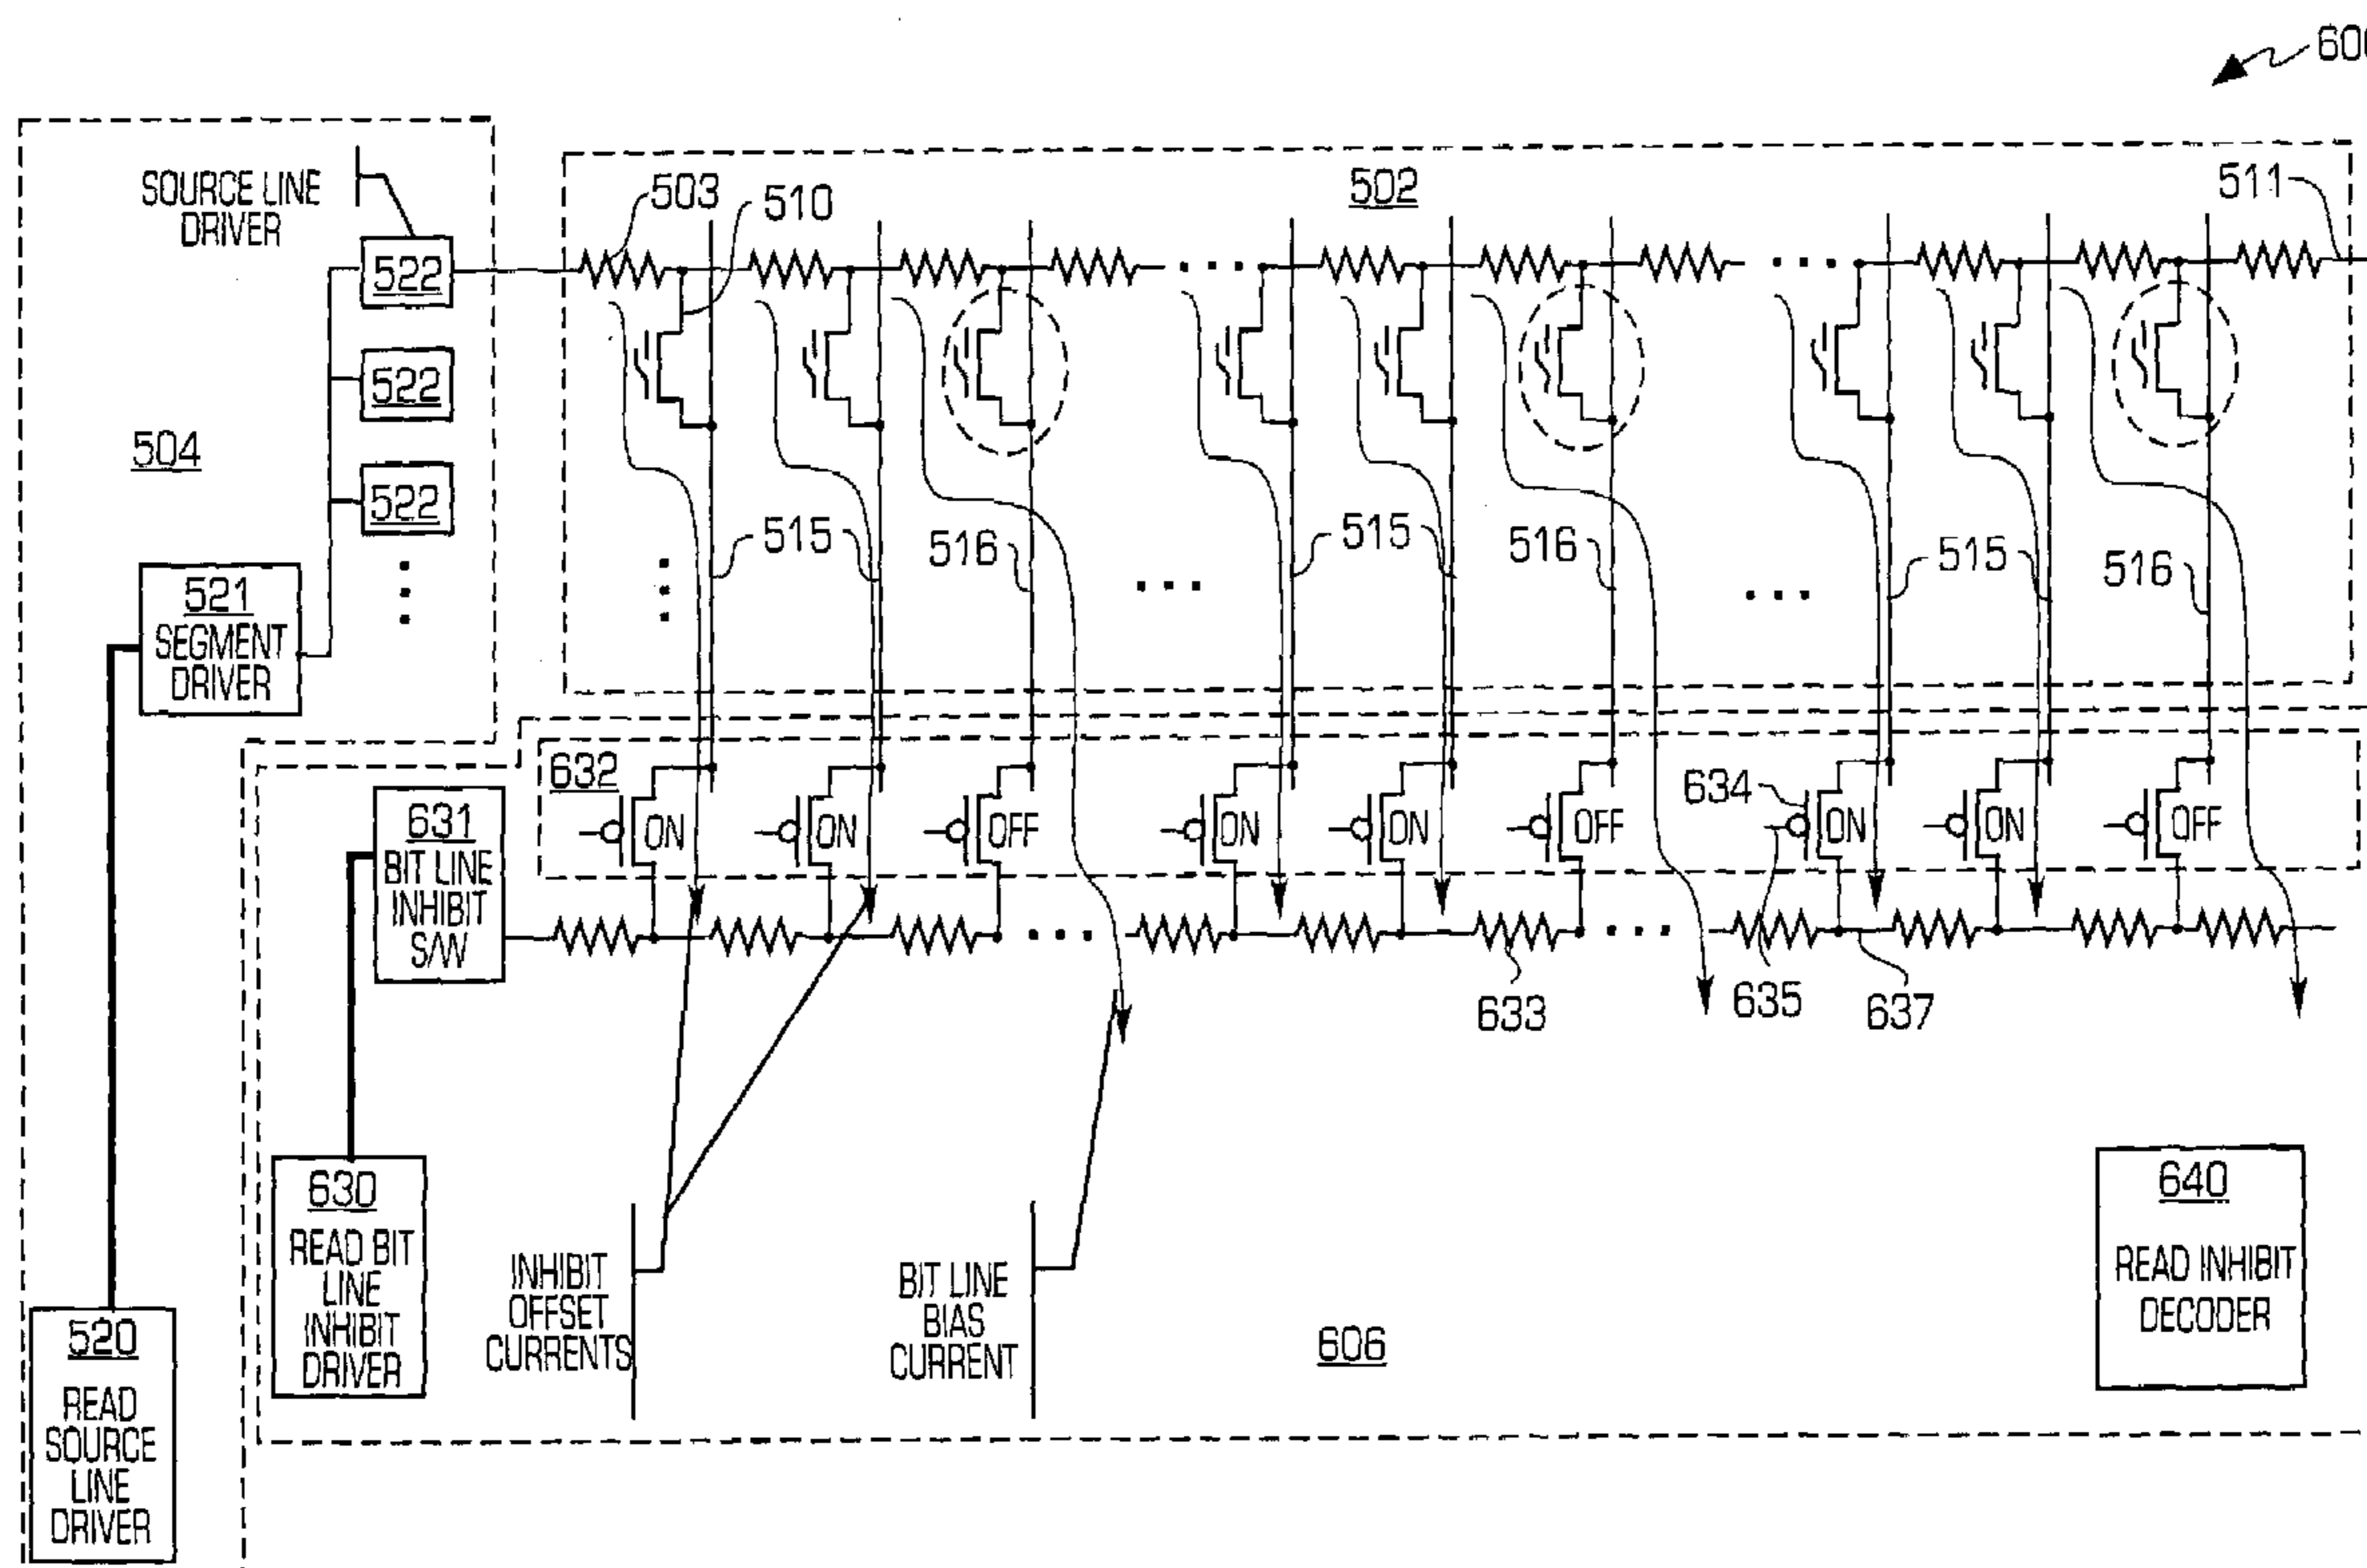 600
SOURCE LINE
DRIVER
503
510
502
511
522
522
522
504
515
516
515
516
515
516
521
SEGMENT
DRIVER
632
634
ON
ON
OFF
ON
ON
OFF
ON
ON
OFF
631
BIT LINE
INHIBIT
S/W
633
635
637
630
READ BIT
LINE
INHIBIT
DRIVER
INHIBIT
OFFSET
CURRENTS
BIT LINE
BIAS
CURRENT
606
640
READ INHIBIT
DECODER
520
READ
SOURCE
LINE
DRIVER